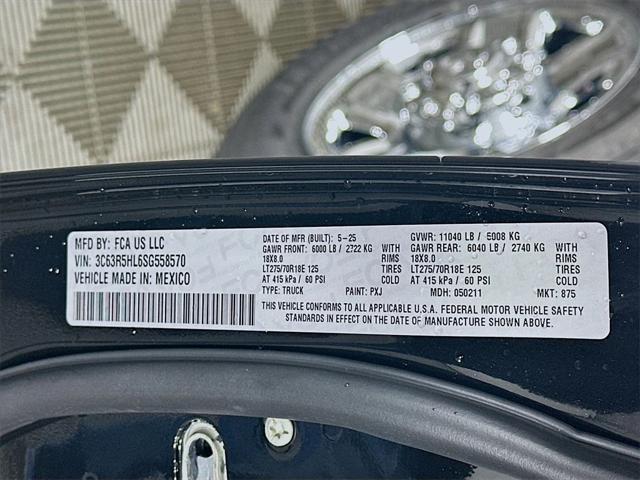 MFD BY: FCA US LLC
VIN: 3C63R5HL6SG558570
VEHICLE MADE IN: MEXICO
DATE OF MFR (BUILT): 5-25 GVWR: 11040 LB / 5008 KG
GAWR FRONT: 6000 LB / 2722 KG GAWR REAR: 6040 LB / 2740 KG
18X8.0 RIMS 18X8.0 RIMS
LT275/70R18E 125 TIRES LT275/70R18E 125 TIRES
AT 415 kPa / 60 PSI COLD AT 415 kPa / 60 PSI COLD
TYPE: TRUCK PAINT: PXJ MDH: 050211 MKT: 875
THIS VEHICLE CONFORMS TO ALL APPLICABLE U.S.A. FEDERAL MOTOR VEHICLE SAFETY
STANDARDS IN EFFECT ON THE DATE OF MANUFACTURE SHOWN ABOVE.